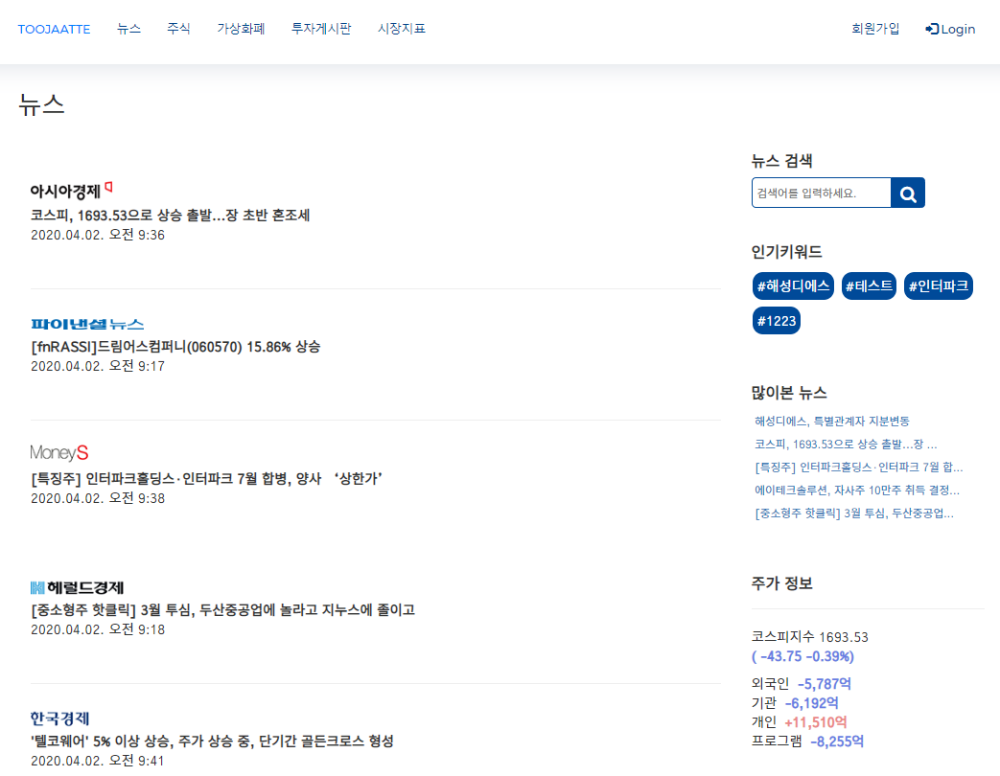 TOOJAATTE 뉴스 주식 가상화폐 투자게시판 시장지표 회원가입 Login
뉴스
아시아경제
코스피, 1693.53으로 상승 출발…장 초반 혼조세
2020.04.02. 오전 9:36
파이낸셜뉴스
[fnRASSI]드림어스컴퍼니(060570) 15.86% 상승
2020.04.02. 오전 9:17
MoneyS
[특징주] 인터파크홀딩스·인터파크 7월 합병, 양사 ‘상한가’
2020.04.02. 오전 9:38
헤럴드경제
[중소형주 핫클릭] 3월 투심, 두산중공업에 놀라고 지누스에 졸이고
2020.04.02. 오전 9:18
한국경제
'텔코웨어' 5% 이상 상승, 주가 상승 중, 단기간 골든크로스 형성
2020.04.02. 오전 9:41
뉴스 검색
검색어를 입력하세요.
인기키워드
#해성디에스 #테스트 #인터파크
#1223
많이본 뉴스
해성디에스, 특별관계자 지분변동
코스피, 1693.53으로 상승 출발…장 ...
[특징주] 인터파크홀딩스·인터파크 7월 합...
에이테크솔루션, 자사주 10만주 취득 결정...
[중소형주 핫클릭] 3월 투심, 두산중공업...
주가 정보
코스피지수 1693.53
( -43.75 -0.39%)
외국인 -5,787억
기관 -6,192억
개인 +11,510억
프로그램 -8,255억